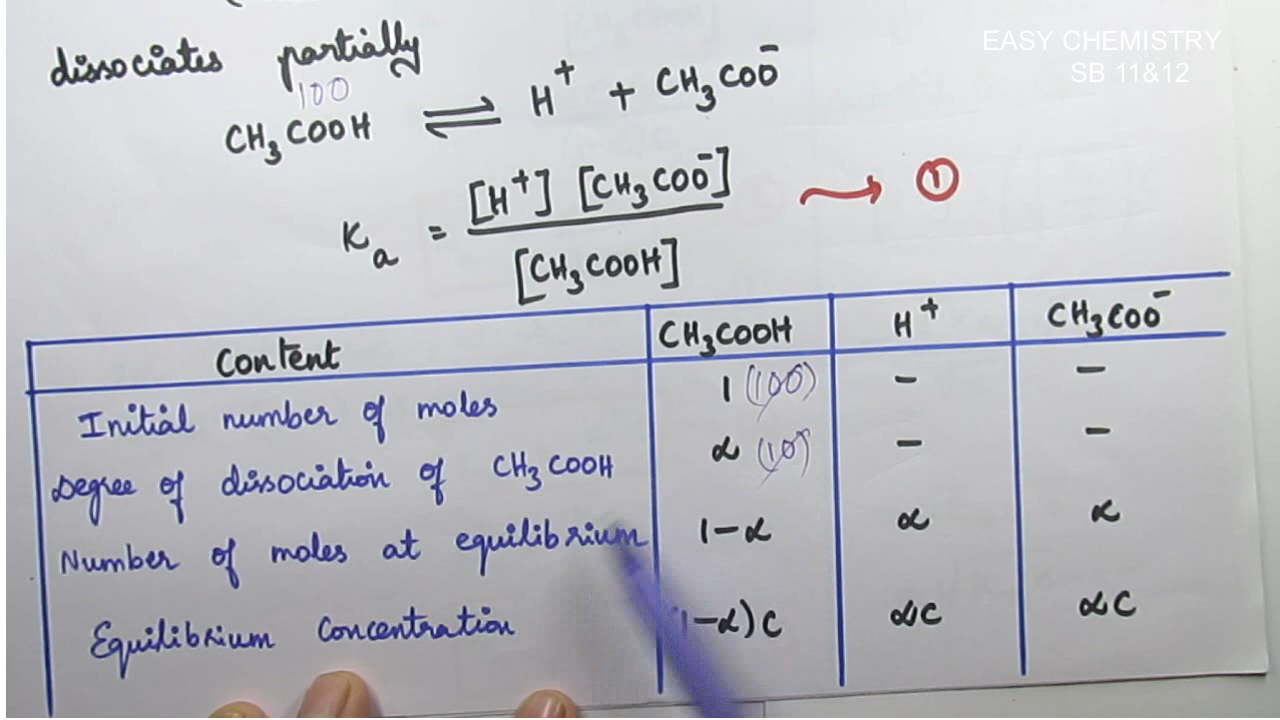 EASY CHEMISTRY
SB 11&12
dissociates partially
100
CH₃COOH ⇌ H⁺ + CH₃COO⁻
Kₐ = [H⁺] [CH₃COO⁻] / [CH₃COOH] → ①
Content CH₃COOH H⁺ CH₃COO⁻
Initial number of moles 1 (100) – –
Degree of dissociation of CH₃COOH α (10) – –
Number of moles at equilibrium 1-α α α
Equilibrium Concentration 1-α)C αC αC